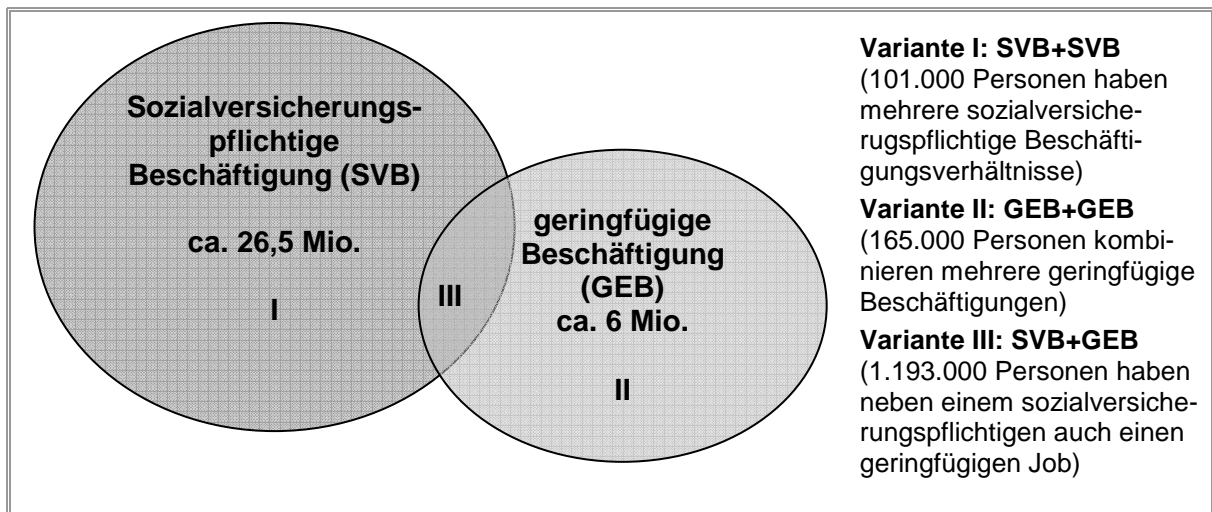 Sozialversicherungs-
pflichtige
Beschäftigung (SVB)
ca. 26,5 Mio.
I
III
geringfügige
Beschäftigung
(GEB)
ca. 6 Mio.
II
Variante I: SVB+SVB
(101.000 Personen haben
mehrere sozialversiche-
rugspflichtige Beschäfti-
gungsverhältnisse)
Variante II: GEB+GEB
(165.000 Personen kombi-
nieren mehrere geringfügige
Beschäftigungen)
Variante III: SVB+GEB
(1.193.000 Personen haben
neben einem sozialversiche-
rungspflichtigen auch einen
geringfügigen Job)